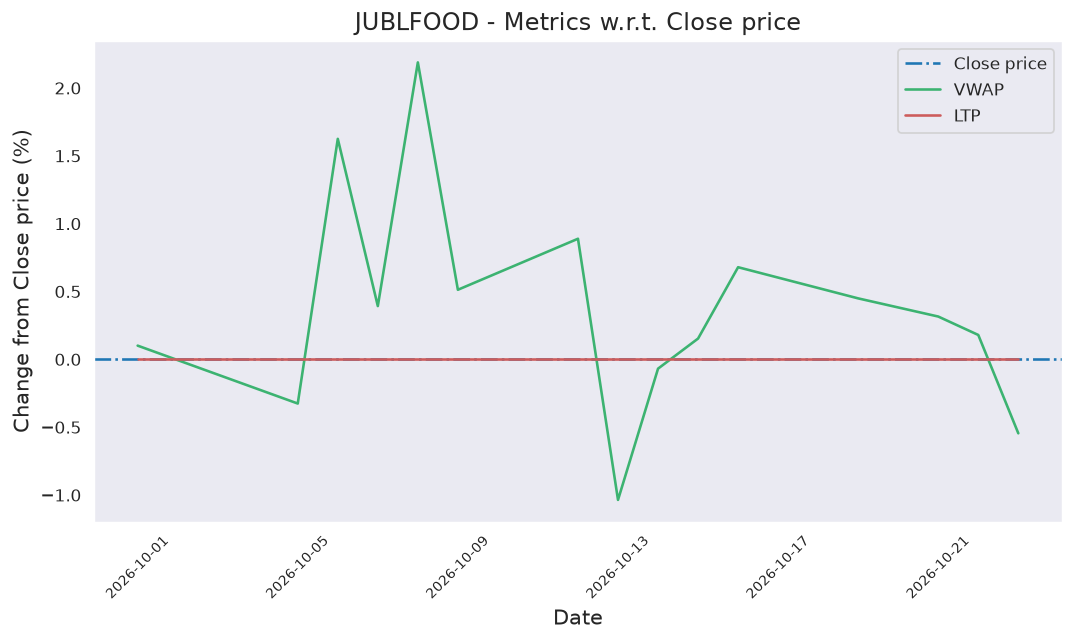 JUBLFOOD - Metrics w.r.t. Close price
Close price
VWAP
LTP
Change from Close price (%)
2.0
1.5
1.0
0.5
0.0
−0.5
−1.0
2026-10-01
2026-10-05
2026-10-09
2026-10-13
2026-10-17
2026-10-21
Date